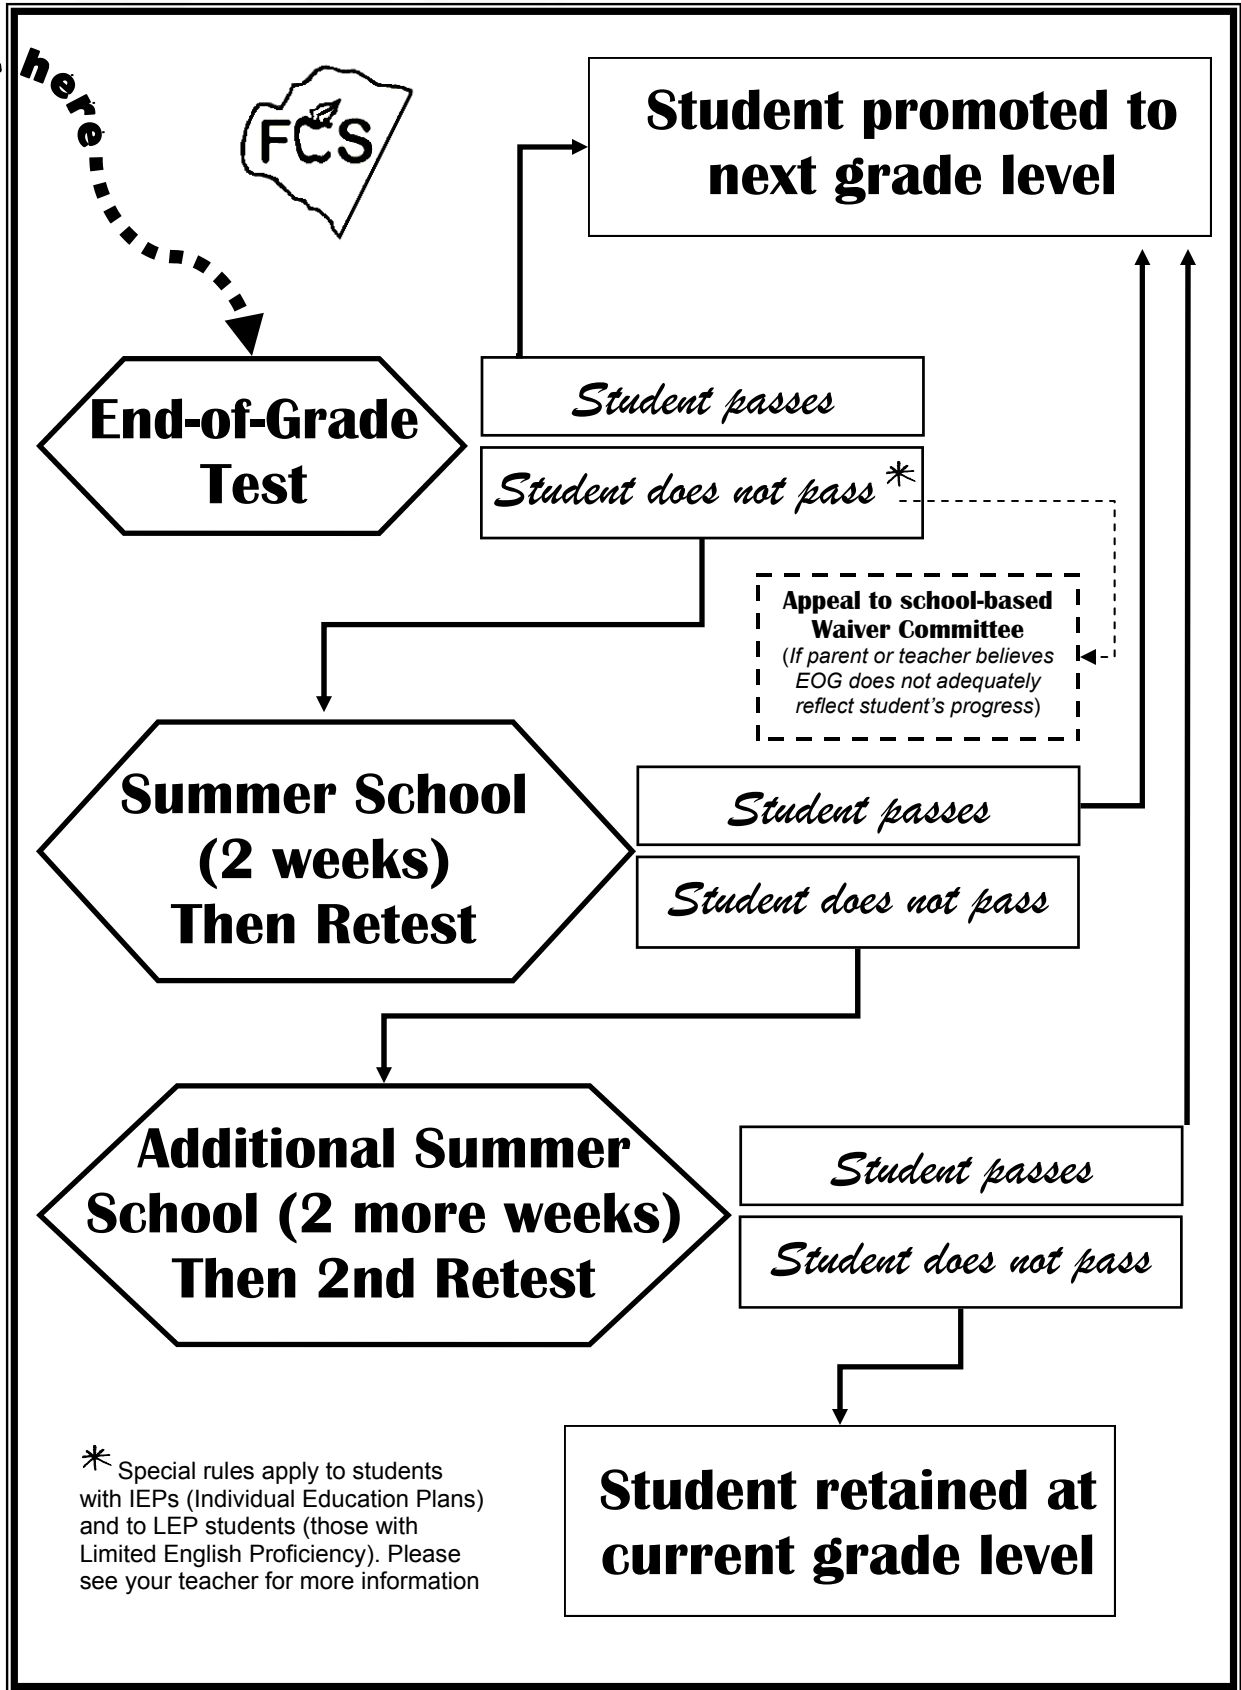 here
FCS
Student promoted to
next grade level
End-of-Grade
Test
Student passes
Student does not pass *
Appeal to school-based
Waiver Committee
(If parent or teacher believes
EOG does not adequately
reflect student's progress)
Summer School
(2 weeks)
Then Retest
Student passes
Student does not pass
Additional Summer
School (2 more weeks)
Then 2nd Retest
Student passes
Student does not pass
* Special rules apply to students
with IEPs (Individual Education Plans)
and to LEP students (those with
Limited English Proficiency). Please
see your teacher for more information
Student retained at
current grade level